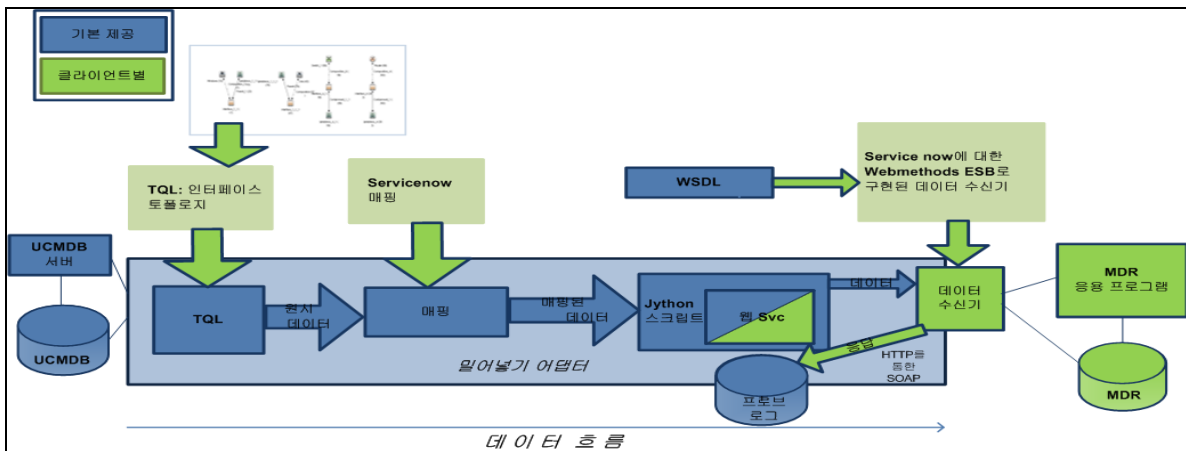 기본 제공
클라이언트별
TQL: 인터페이스
토폴로지
Servicenow
매핑
WSDL
Service now에 대한
Webmethods ESB로
구현된 데이터 수신기
UCMDB
서버
UCMDB
TQL
원시
데이터
매핑
매핑된
데이터
Jython
스크립트
웹 Svc
데이터
데이터
수신기
MDR
응용 프로그램
MDR
응답
HTTP를
통한
SOAP
밀어넣기 어댑터
프로브
로그
데이터 흐름